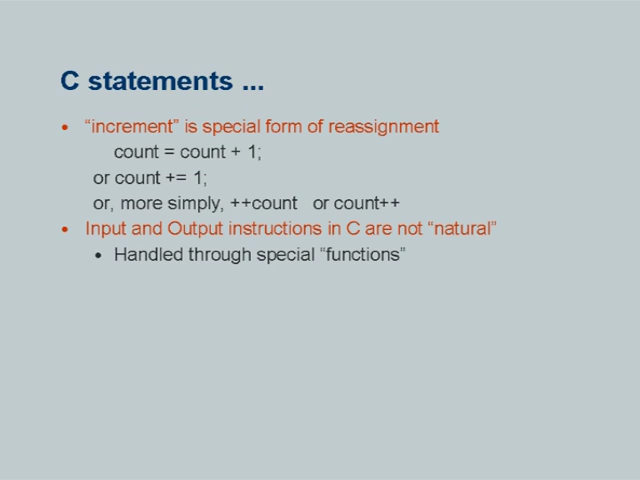 C statements ...
• “increment” is special form of reassignment
count = count + 1;
or count += 1;
or, more simply, ++count or count++
• Input and Output instructions in C are not “natural”
• Handled through special “functions”